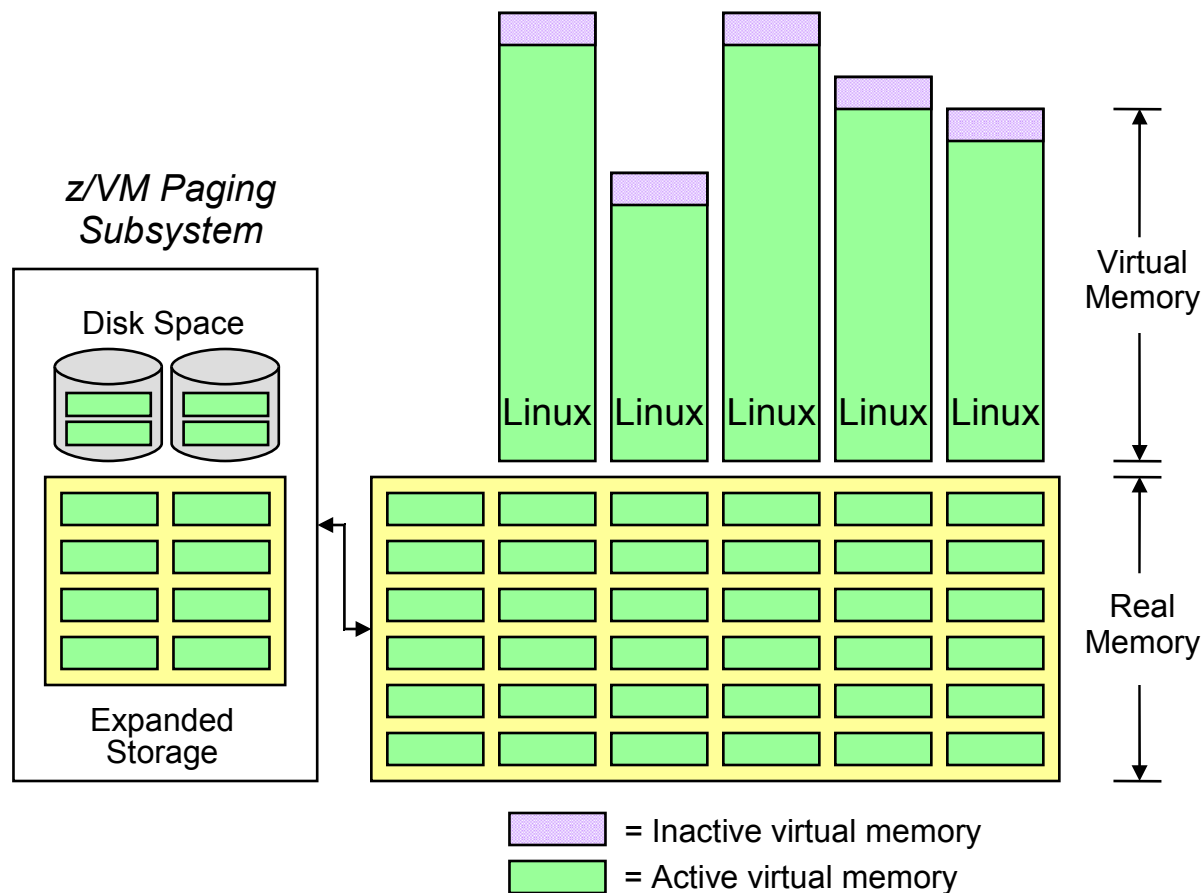 z/VM Paging
Subsystem
Disk Space
Expanded
Storage
Linux
Linux
Linux
Linux
Linux
Virtual
Memory
Real
Memory
= Inactive virtual memory
= Active virtual memory